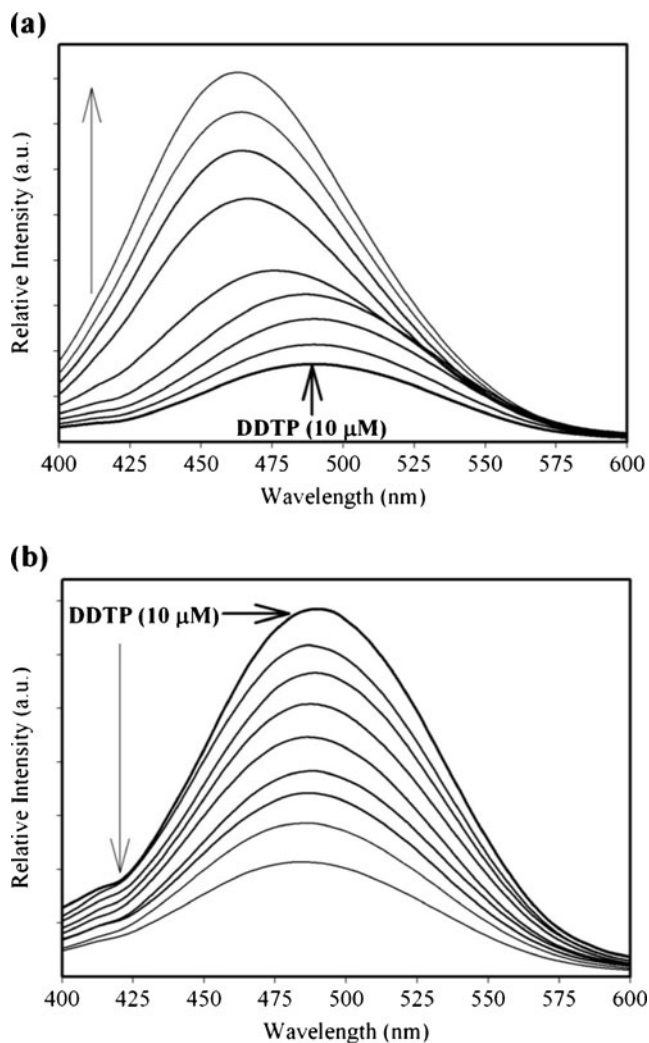 (a)
Relative Intensity (a.u.)
DDTP (10 μM)
400 425 450 475 500 525 550 575 600
Wavelength (nm)
(b)
DDTP (10 μM)
Relative Intensity (a.u.)
400 425 450 475 500 525 550 575 600
Wavelength (nm)